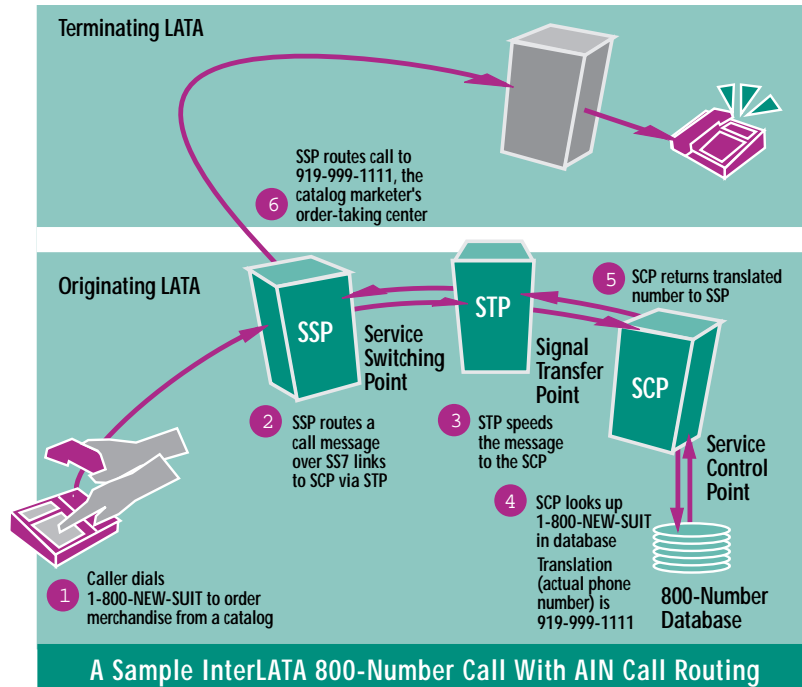 Terminating LATA
6
SSP routes call to
919-999-1111, the
catalog marketer's
order-taking center
Originating LATA
SSP
Service
Switching
Point
STP
Signal
Transfer
Point
5
SCP returns translated
number to SSP
SCP
Service
Control
Point
2
SSP routes a
call message
over SS7 links
to SCP via STP
3
STP speeds
the message
to the SCP
4
SCP looks up
1-800-NEW-SUIT
in database
Translation
(actual phone
number) is
919-999-1111
800-Number
Database
1
Caller dials
1-800-NEW-SUIT to order
merchandise from a catalog
A Sample InterLATA 800-Number Call With AIN Call Routing